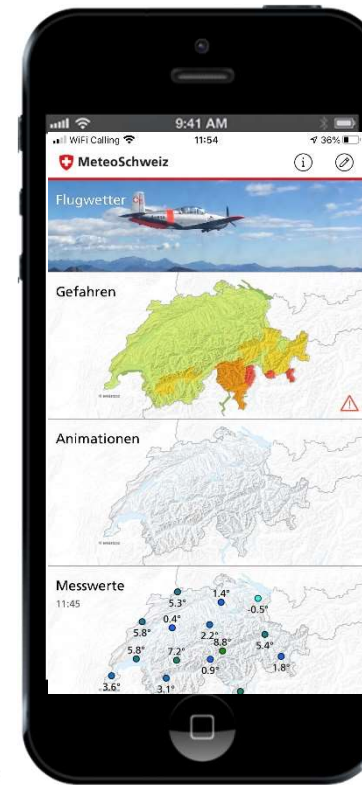 9:41 AM
WiFi Calling 11:54 36%
MeteoSchweiz
Flugwetter
Gefahren
Animationen
Messwerte
11:45
5.3°
1.4°
-0.5°
5.8°
0.4°
2.2°
5.4°
5.8°
7.2°
8.8°
0.9°
1.8°
3.6°
3.1°